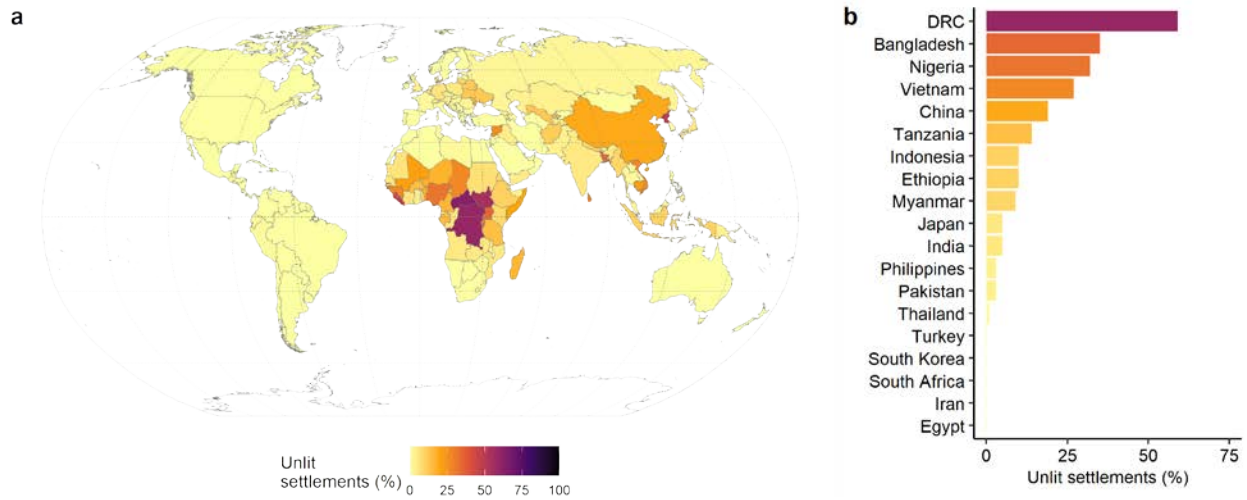 a
Unlit
settlements (%)
0 25 50 75 100
b
DRC
Bangladesh
Nigeria
Vietnam
China
Tanzania
Indonesia
Ethiopia
Myanmar
Japan
India
Philippines
Pakistan
Thailand
Turkey
South Korea
South Africa
Iran
Egypt
0 25 50 75
Unlit settlements (%)